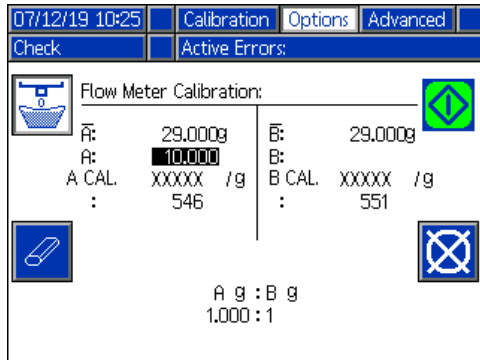 07/12/19 10:25 Calibration Options Advanced
Check Active Errors:
0
Flow Meter Calibration:
A̅: 29.000g B̅: 29.000g
A: 10.000 B:
A CAL. XXXXX /g B CAL. XXXXX /g
: 546 : 551
A g : B g
1.000 : 1